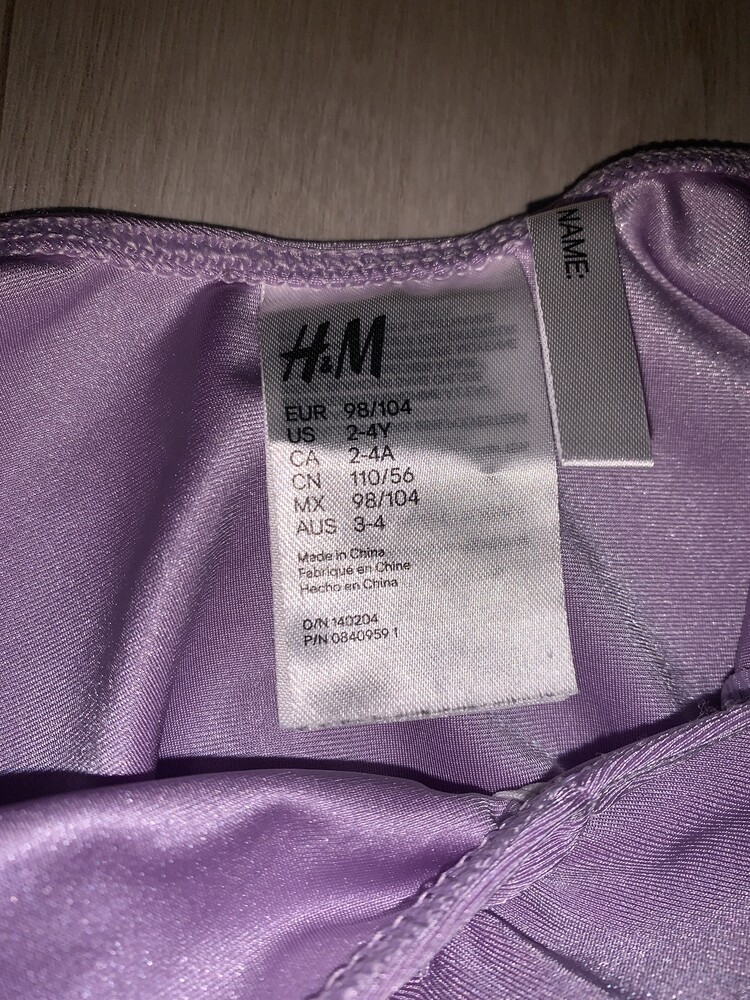 H&M
EUR 98/104
US 2-4Y
CA 2-4A
CN 110/56
MX 98/104
AUS 3-4
Made in China
Fabriqué en Chine
Hecho en China
O/N 140204
P/N 0840959 1
NAME: